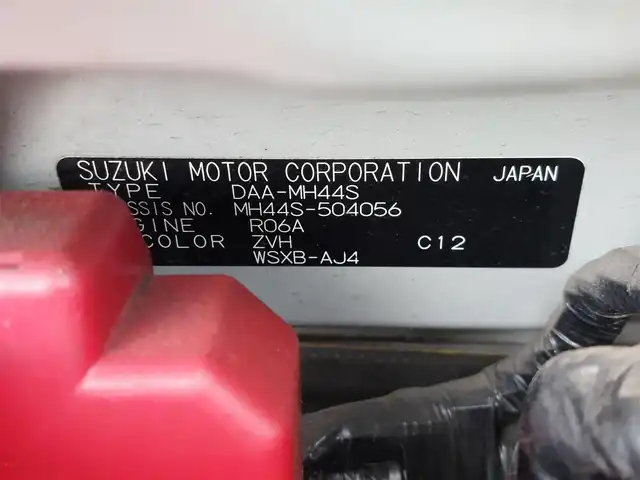 SUZUKI MOTOR CORPORATION JAPAN
TYPE DAA-MH44S
SSIS NO. MH44S-504056
GINE R06A
COLOR ZVH C12
WSXB-AJ4